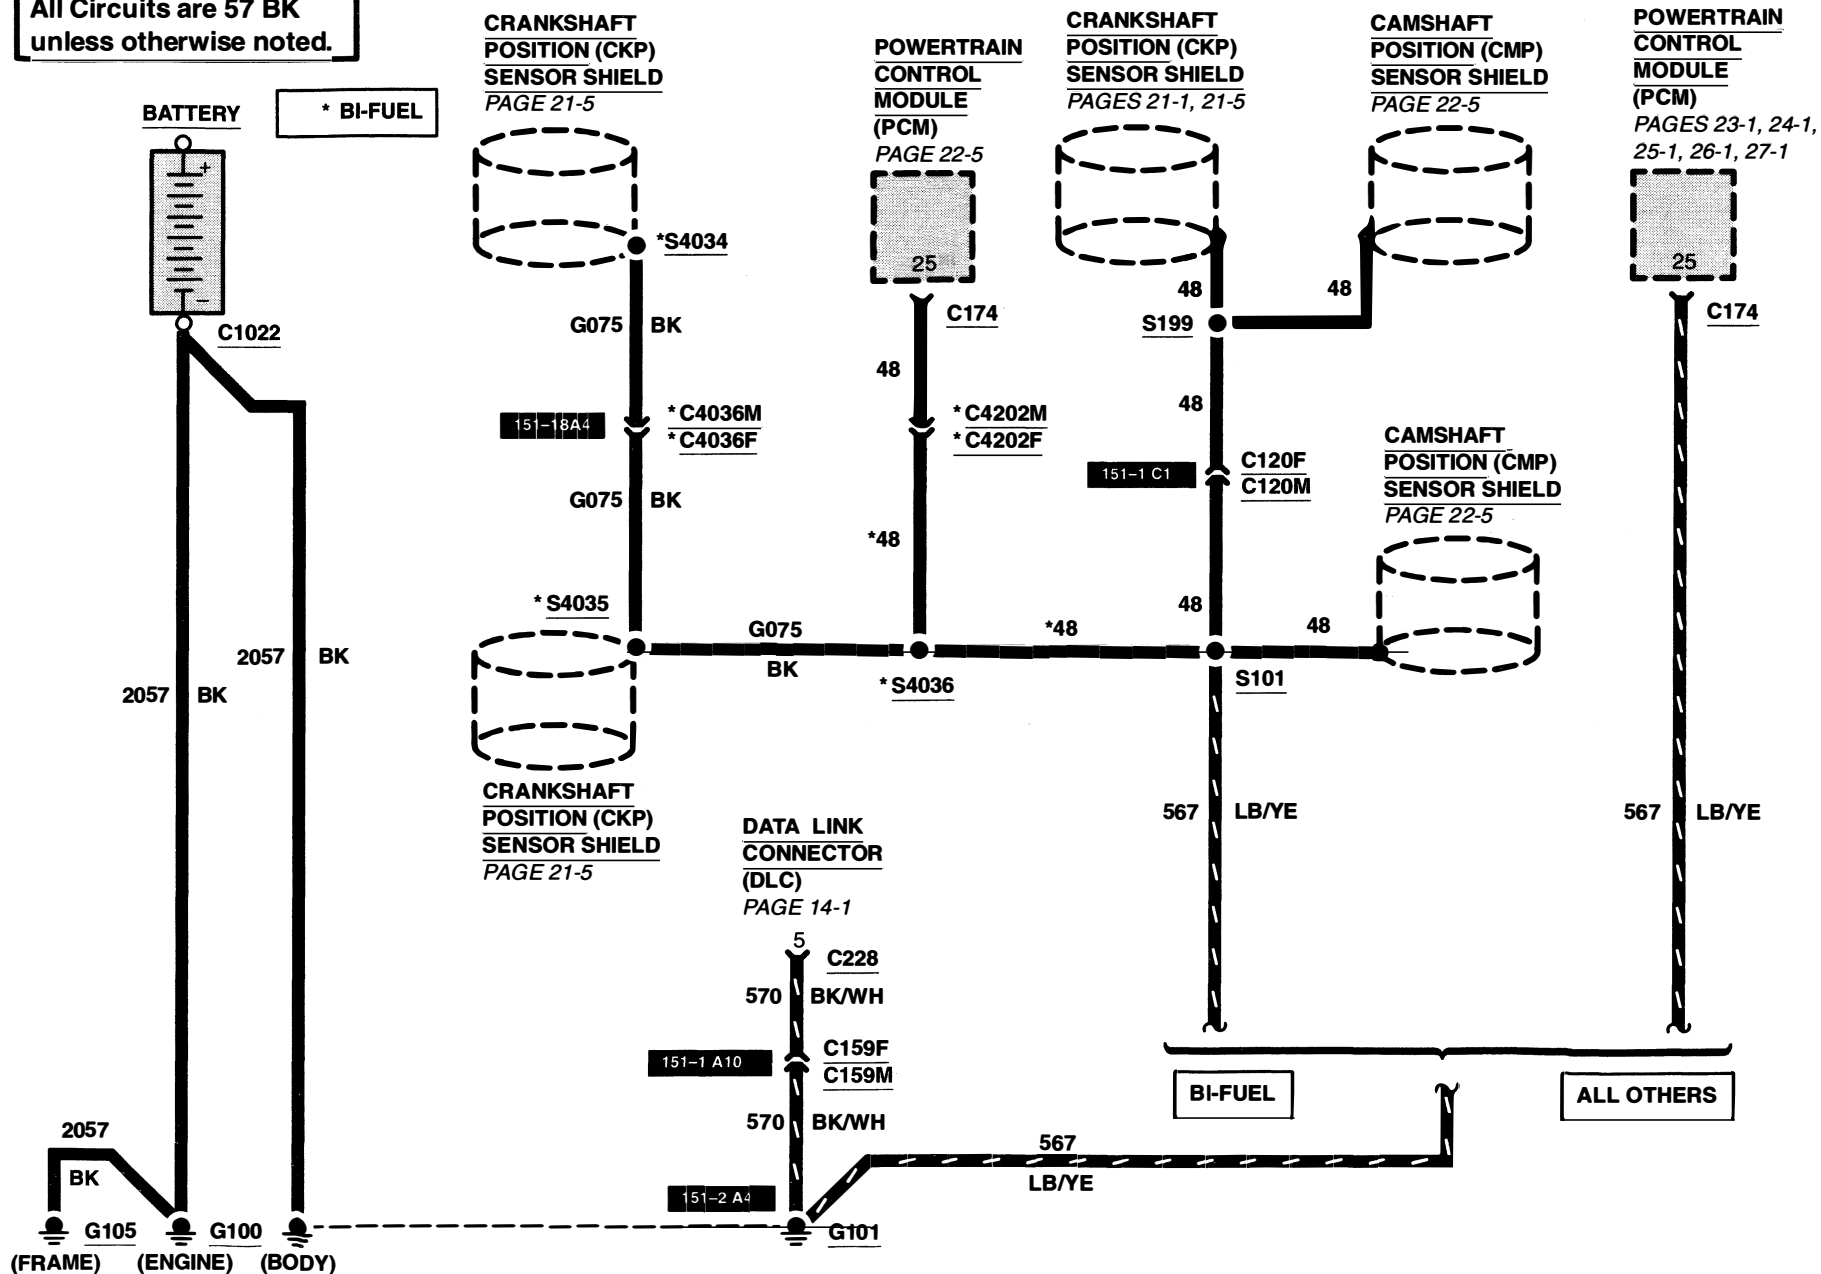 All Circuits are 57 BK
unless otherwise noted.
BATTERY
* BI-FUEL
+
−
C1022
2057
BK
2057
BK
2057
BK
G105
(FRAME)
(ENGINE)
G100
(BODY)
CRANKSHAFT
POSITION (CKP)
SENSOR SHIELD
PAGE 21-5
*S4034
G075
BK
151–18A4
*C4036M
*C4036F
G075
BK
*S4035
CRANKSHAFT
POSITION (CKP)
SENSOR SHIELD
PAGE 21-5
G075
BK
POWERTRAIN
CONTROL
MODULE
(PCM)
PAGE 22-5
25
C174
48
*C4202M
*C4202F
*48
*S4036
*48
CRANKSHAFT
POSITION (CKP)
SENSOR SHIELD
PAGES 21-1, 21-5
48
S199
48
151–1 C1
C120F
C120M
48
S101
48
CAMSHAFT
POSITION (CMP)
SENSOR SHIELD
PAGE 22-5
48
CAMSHAFT
POSITION (CMP)
SENSOR SHIELD
PAGE 22-5
POWERTRAIN
CONTROL
MODULE
(PCM)
PAGES 23-1, 24-1,
25-1, 26-1, 27-1
25
C174
567
LB/YE
567
LB/YE
DATA LINK
CONNECTOR
(DLC)
PAGE 14-1
5
C228
570
BK/WH
151–1 A10
C159F
C159M
570
BK/WH
151–2 A4
G101
BI-FUEL
ALL OTHERS
567
LB/YE